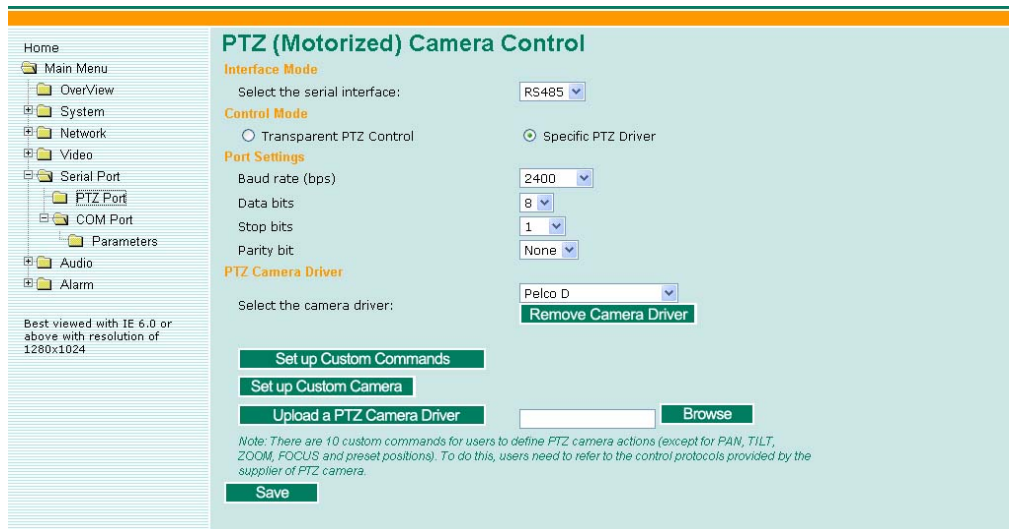 Home
Main Menu
OverView
System
Network
Video
Serial Port
PTZ Port
COM Port
Parameters
Audio
Alarm
Best viewed with IE 6.0 or
above with resolution of
1280x1024
PTZ (Motorized) Camera Control
Interface Mode
Select the serial interface: RS485
Control Mode
Transparent PTZ Control Specific PTZ Driver
Port Settings
Baud rate (bps) 2400
Data bits 8
Stop bits 1
Parity bit None
PTZ Camera Driver
Select the camera driver: Pelco D
Remove Camera Driver
Set up Custom Commands
Set up Custom Camera
Upload a PTZ Camera Driver Browse
Note: There are 10 custom commands for users to define PTZ camera actions (except for PAN, TILT,
ZOOM, FOCUS and preset positions). To do this, users need to refer to the control protocols provided by the
supplier of PTZ camera.
Save